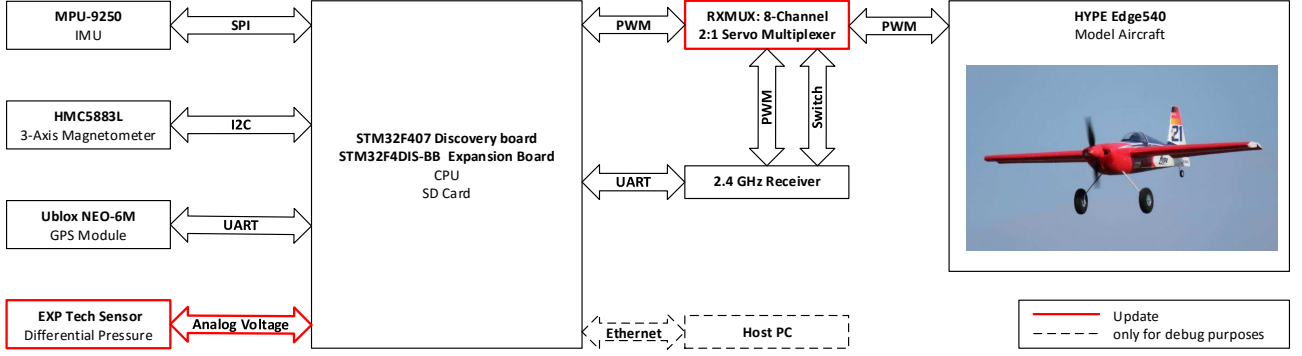 MPU-9250
IMU
SPI
HMC5883L
3-Axis Magnetometer
I2C
Ublox NEO-6M
GPS Module
UART
EXP Tech Sensor
Differential Pressure
Analog Voltage
STM32F407 Discovery board
STM32F4DIS-BB Expansion Board
CPU
SD Card
PWM
RXMUX: 8-Channel
2:1 Servo Multiplexer
PWM
PWM
Switch
UART
2.4 GHz Receiver
Ethernet
Host PC
HYPE Edge540
Model Aircraft
21
Update
only for debug purposes